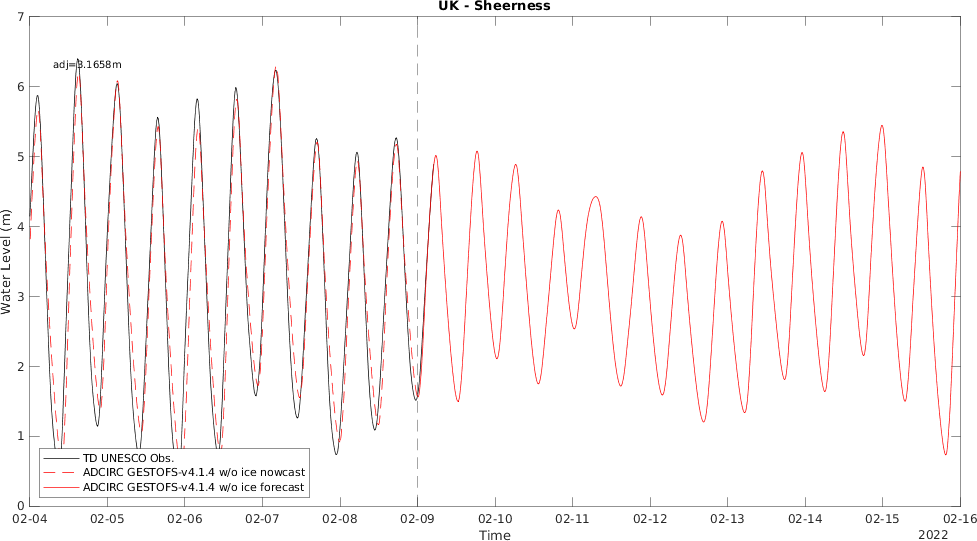 UK - Sheerness
7
6
5
4
3
2
1
0
Water Level (m)
adj=3.1658m
TD UNESCO Obs.
ADCIRC GESTOFS-v4.1.4 w/o ice nowcast
ADCIRC GESTOFS-v4.1.4 w/o ice forecast
02-04 02-05 02-06 02-07 02-08 02-09 02-10 02-11 02-12 02-13 02-14 02-15 02-16
Time
2022